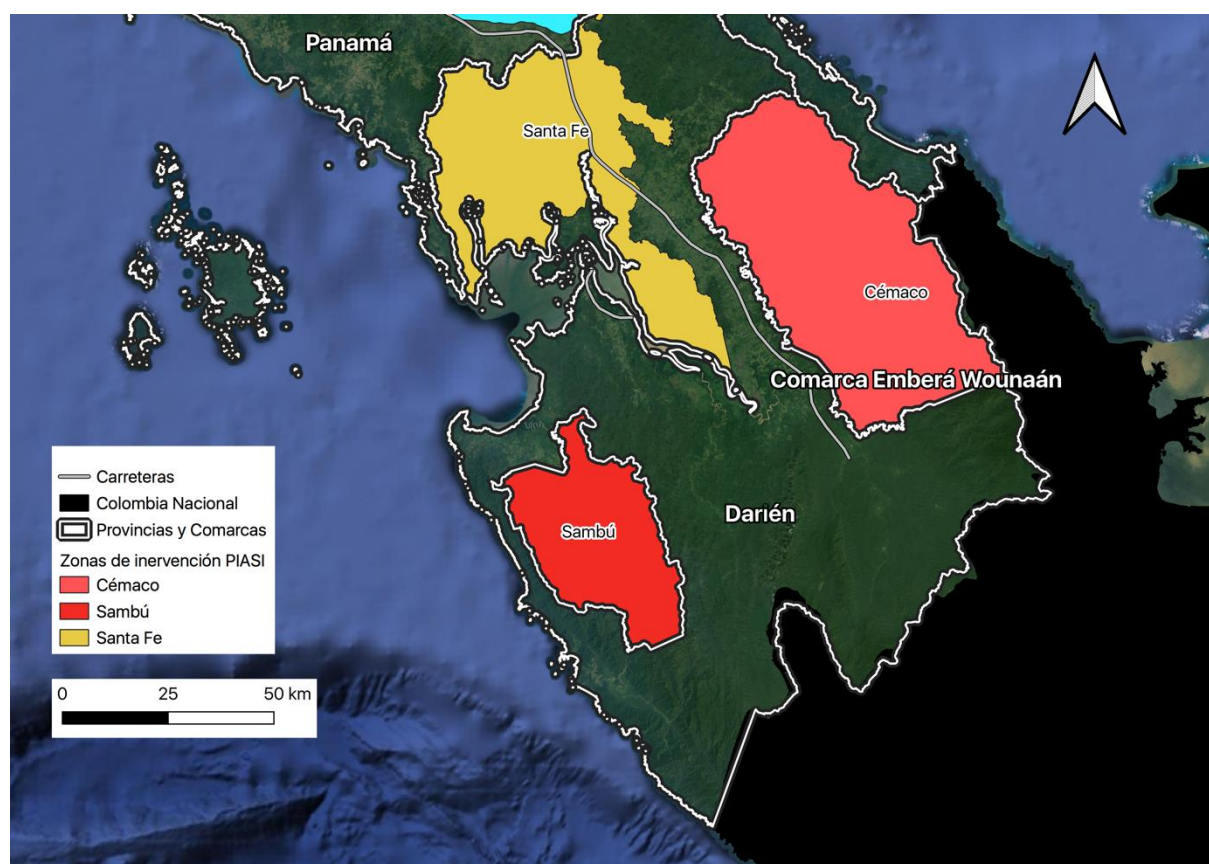 Panamá
Santa Fe
Cémaco
Comarca Emberá Wounaán
Sambú
Darién
Carreteras
Colombia Nacional
Provincias y Comarcas
Zonas de inervención PIASI
Cémaco
Sambú
Santa Fe
0 25 50 km